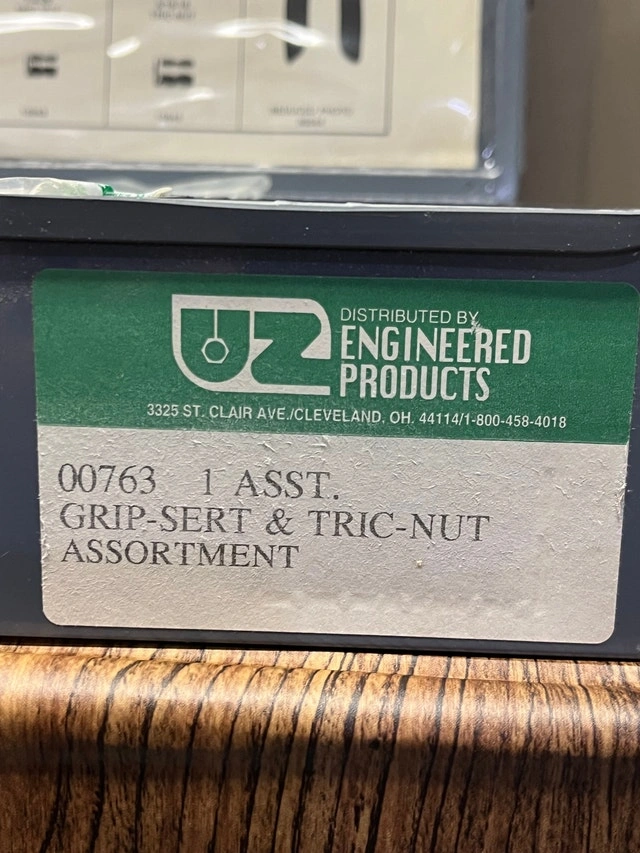 UZ
DISTRIBUTED BY
ENGINEERED
PRODUCTS
3325 ST. CLAIR AVE./CLEVELAND, OH. 44114/1-800-458-4018
00763 1 ASST.
GRIP-SERT & TRIC-NUT
ASSORTMENT